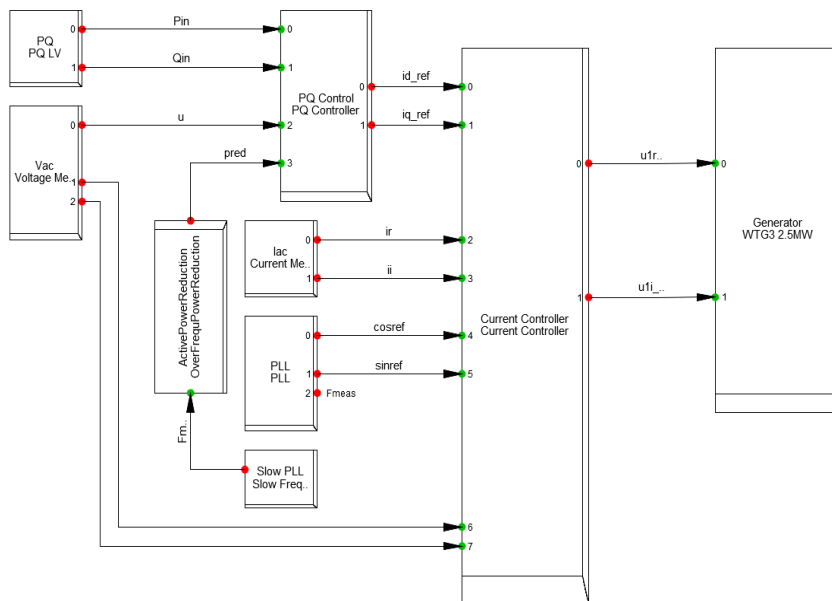 PQ
PQ LV
0
1
Pin
Qin
0
1
2
3
PQ Control
PQ Controller
0
1
id_ref
iq_ref
Vac
Voltage Me..
0
1
2
u
pred
ActivePowerReduction
OverFrequPowerReduction
Fm..
Slow PLL
Slow Freq..
Iac
Current Me..
0
1
ir
ii
PLL
PLL
0
1
2
cosref
sinref
Fmeas
0
1
2
3
4
5
6
7
Current Controller
Current Controller
0
1
u1r..
u1i_..
0
1
Generator
WTG3 2.5MW